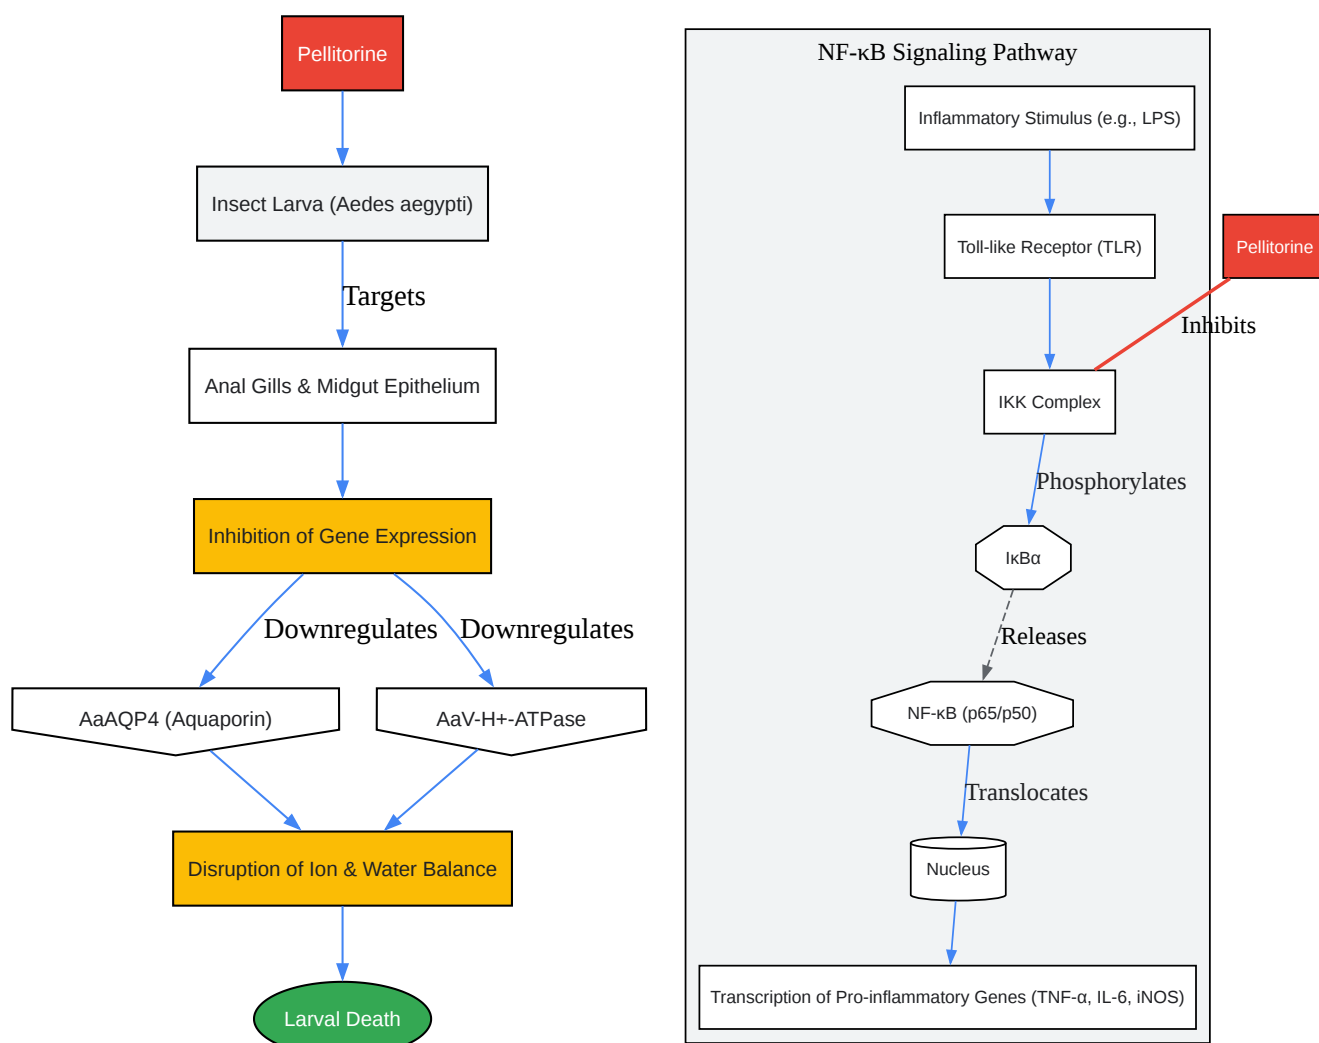 Pellitorine
Insect Larva (Aedes aegypti)
Targets
Anal Gills & Midgut Epithelium
Inhibition of Gene Expression
Downregulates
Downregulates
AaAQP4 (Aquaporin)
AaV-H+-ATPase
Disruption of Ion & Water Balance
Larval Death
NF-κB Signaling Pathway
Inflammatory Stimulus (e.g., LPS)
Toll-like Receptor (TLR)
Pellitorine
Inhibits
IKK Complex
Phosphorylates
IκBα
Releases
NF-κB (p65/p50)
Translocates
Nucleus
Transcription of Pro-inflammatory Genes (TNF-α, IL-6, iNOS)